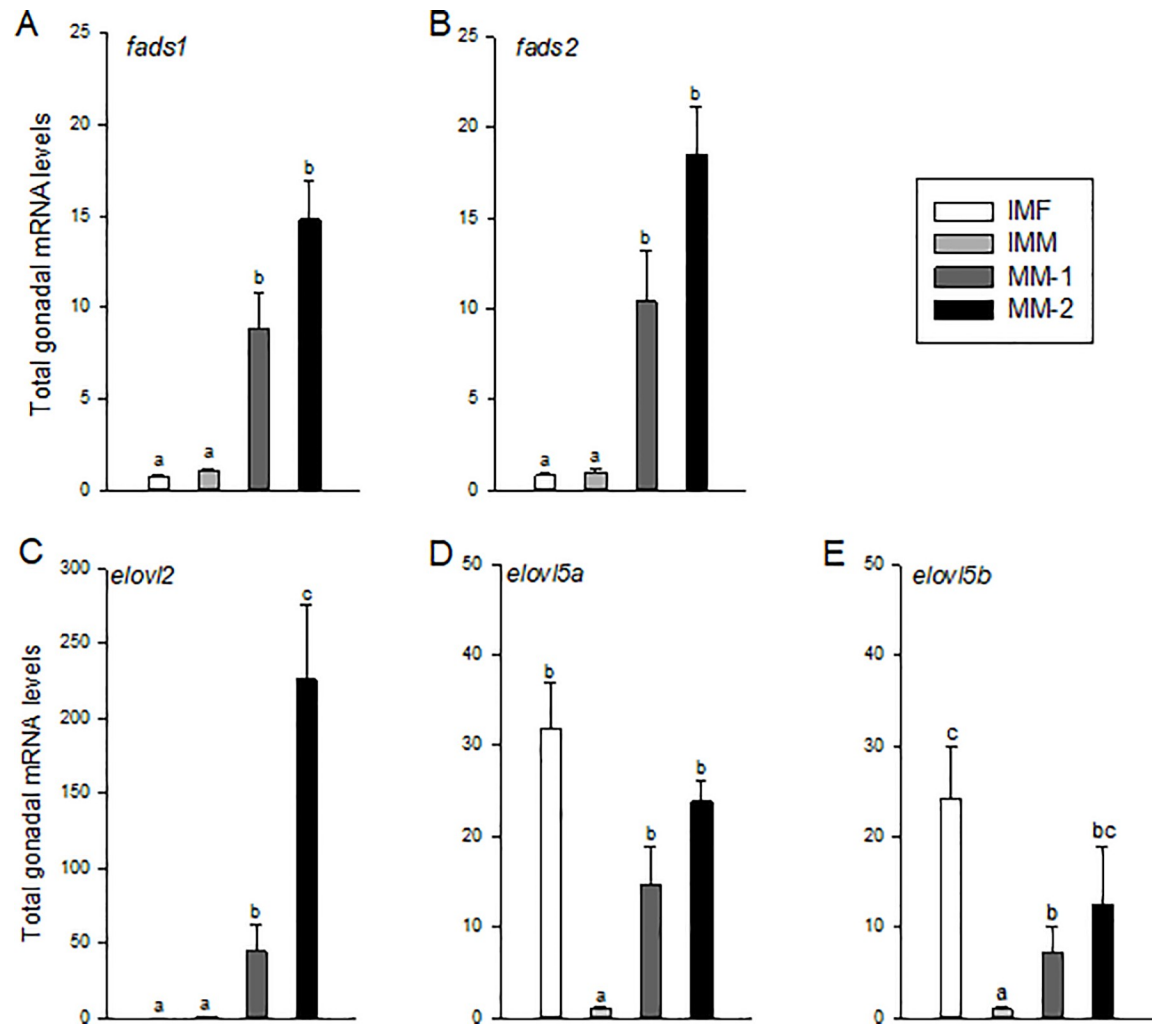 A
fads1
25
20
15
10
5
0
Total gonadal mRNA levels
a
a
b
b
B
fads2
25
20
15
10
5
0
a
a
b
b
IMF
IMM
MM-1
MM-2
C
elovl2
300
250
200
150
100
50
0
Total gonadal mRNA levels
a
a
b
c
D
elovl5a
50
40
30
20
10
0
b
a
b
b
E
elovl5b
50
40
30
20
10
0
c
a
b
bc